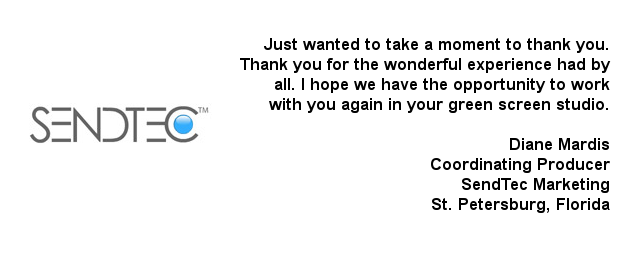 Just wanted to take a moment to thank you.
Thank you for the wonderful experience had by
all. I hope we have the opportunity to work
with you again in your green screen studio.
SENDTEC™
Diane Mardis
Coordinating Producer
SendTec Marketing
St. Petersburg, Florida